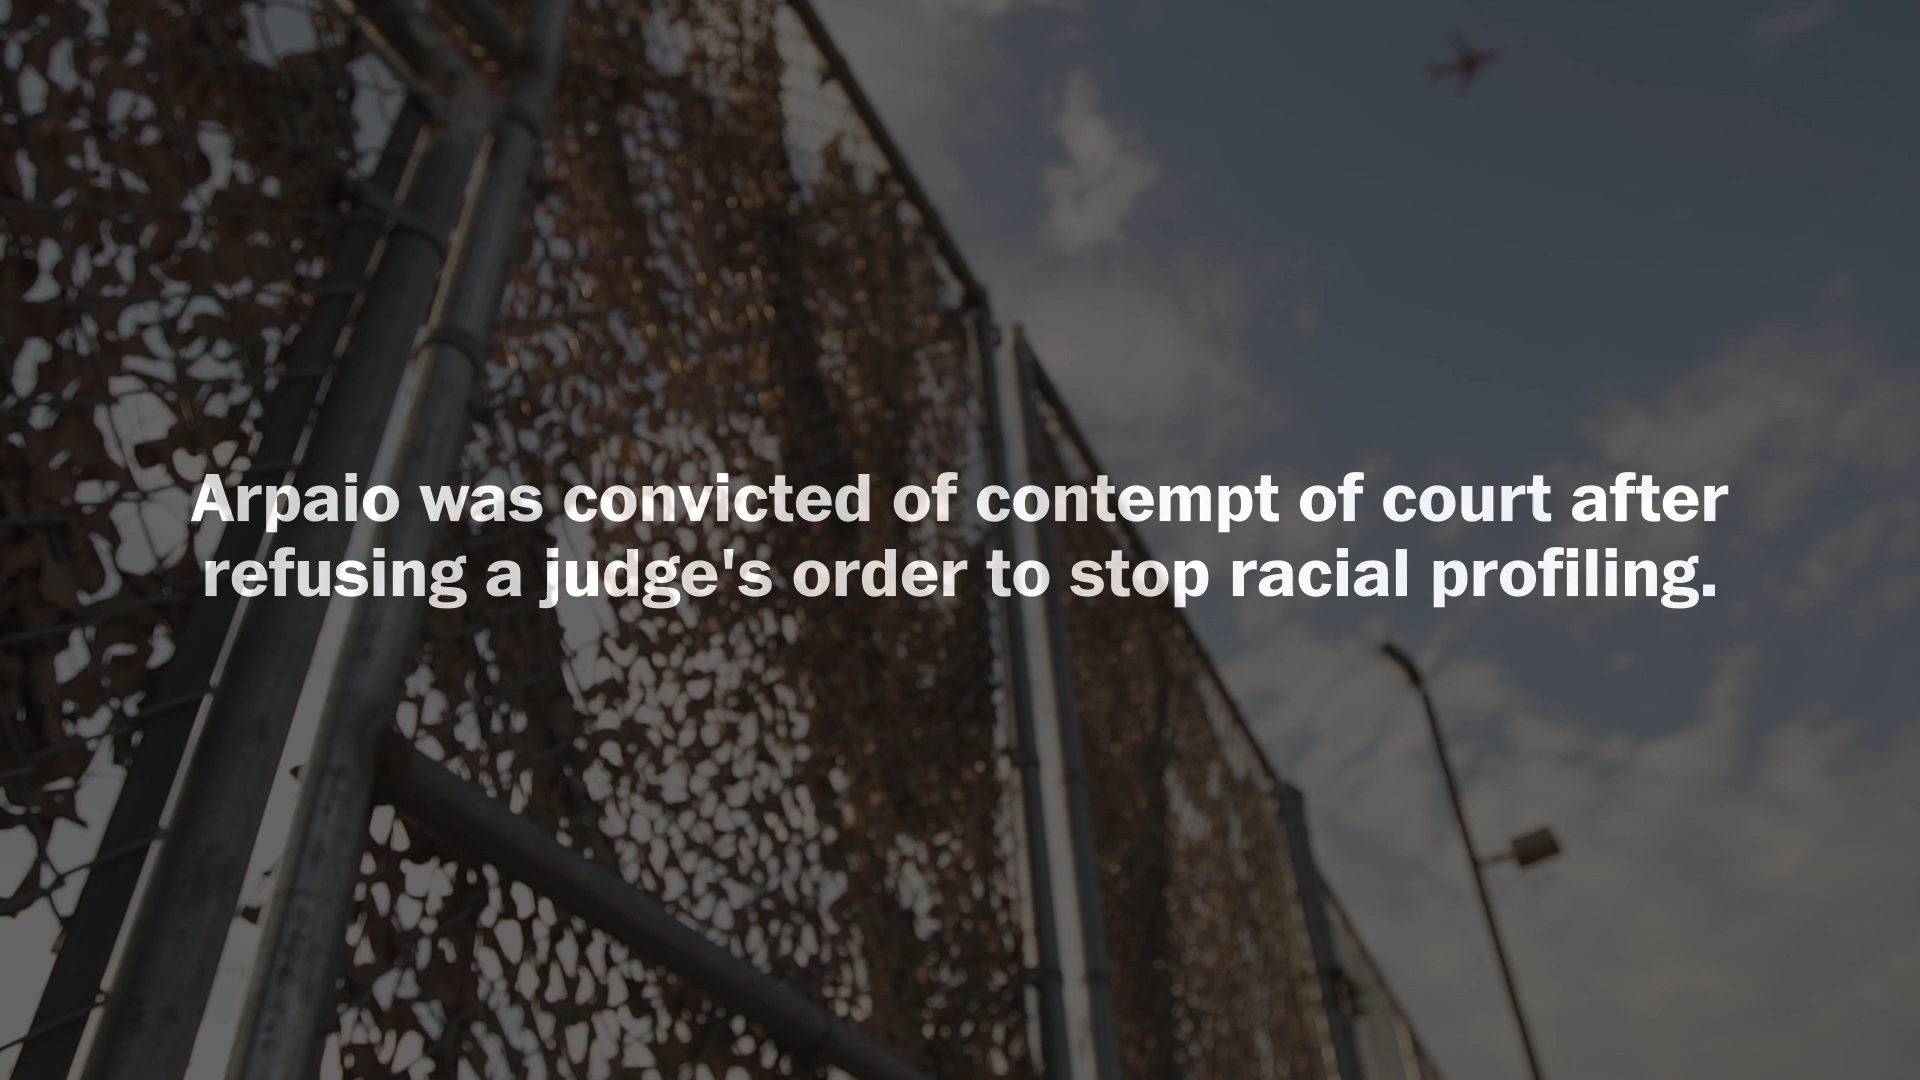 Arpaio was convicted of contempt of court after
refusing a judge's order to stop racial profiling.